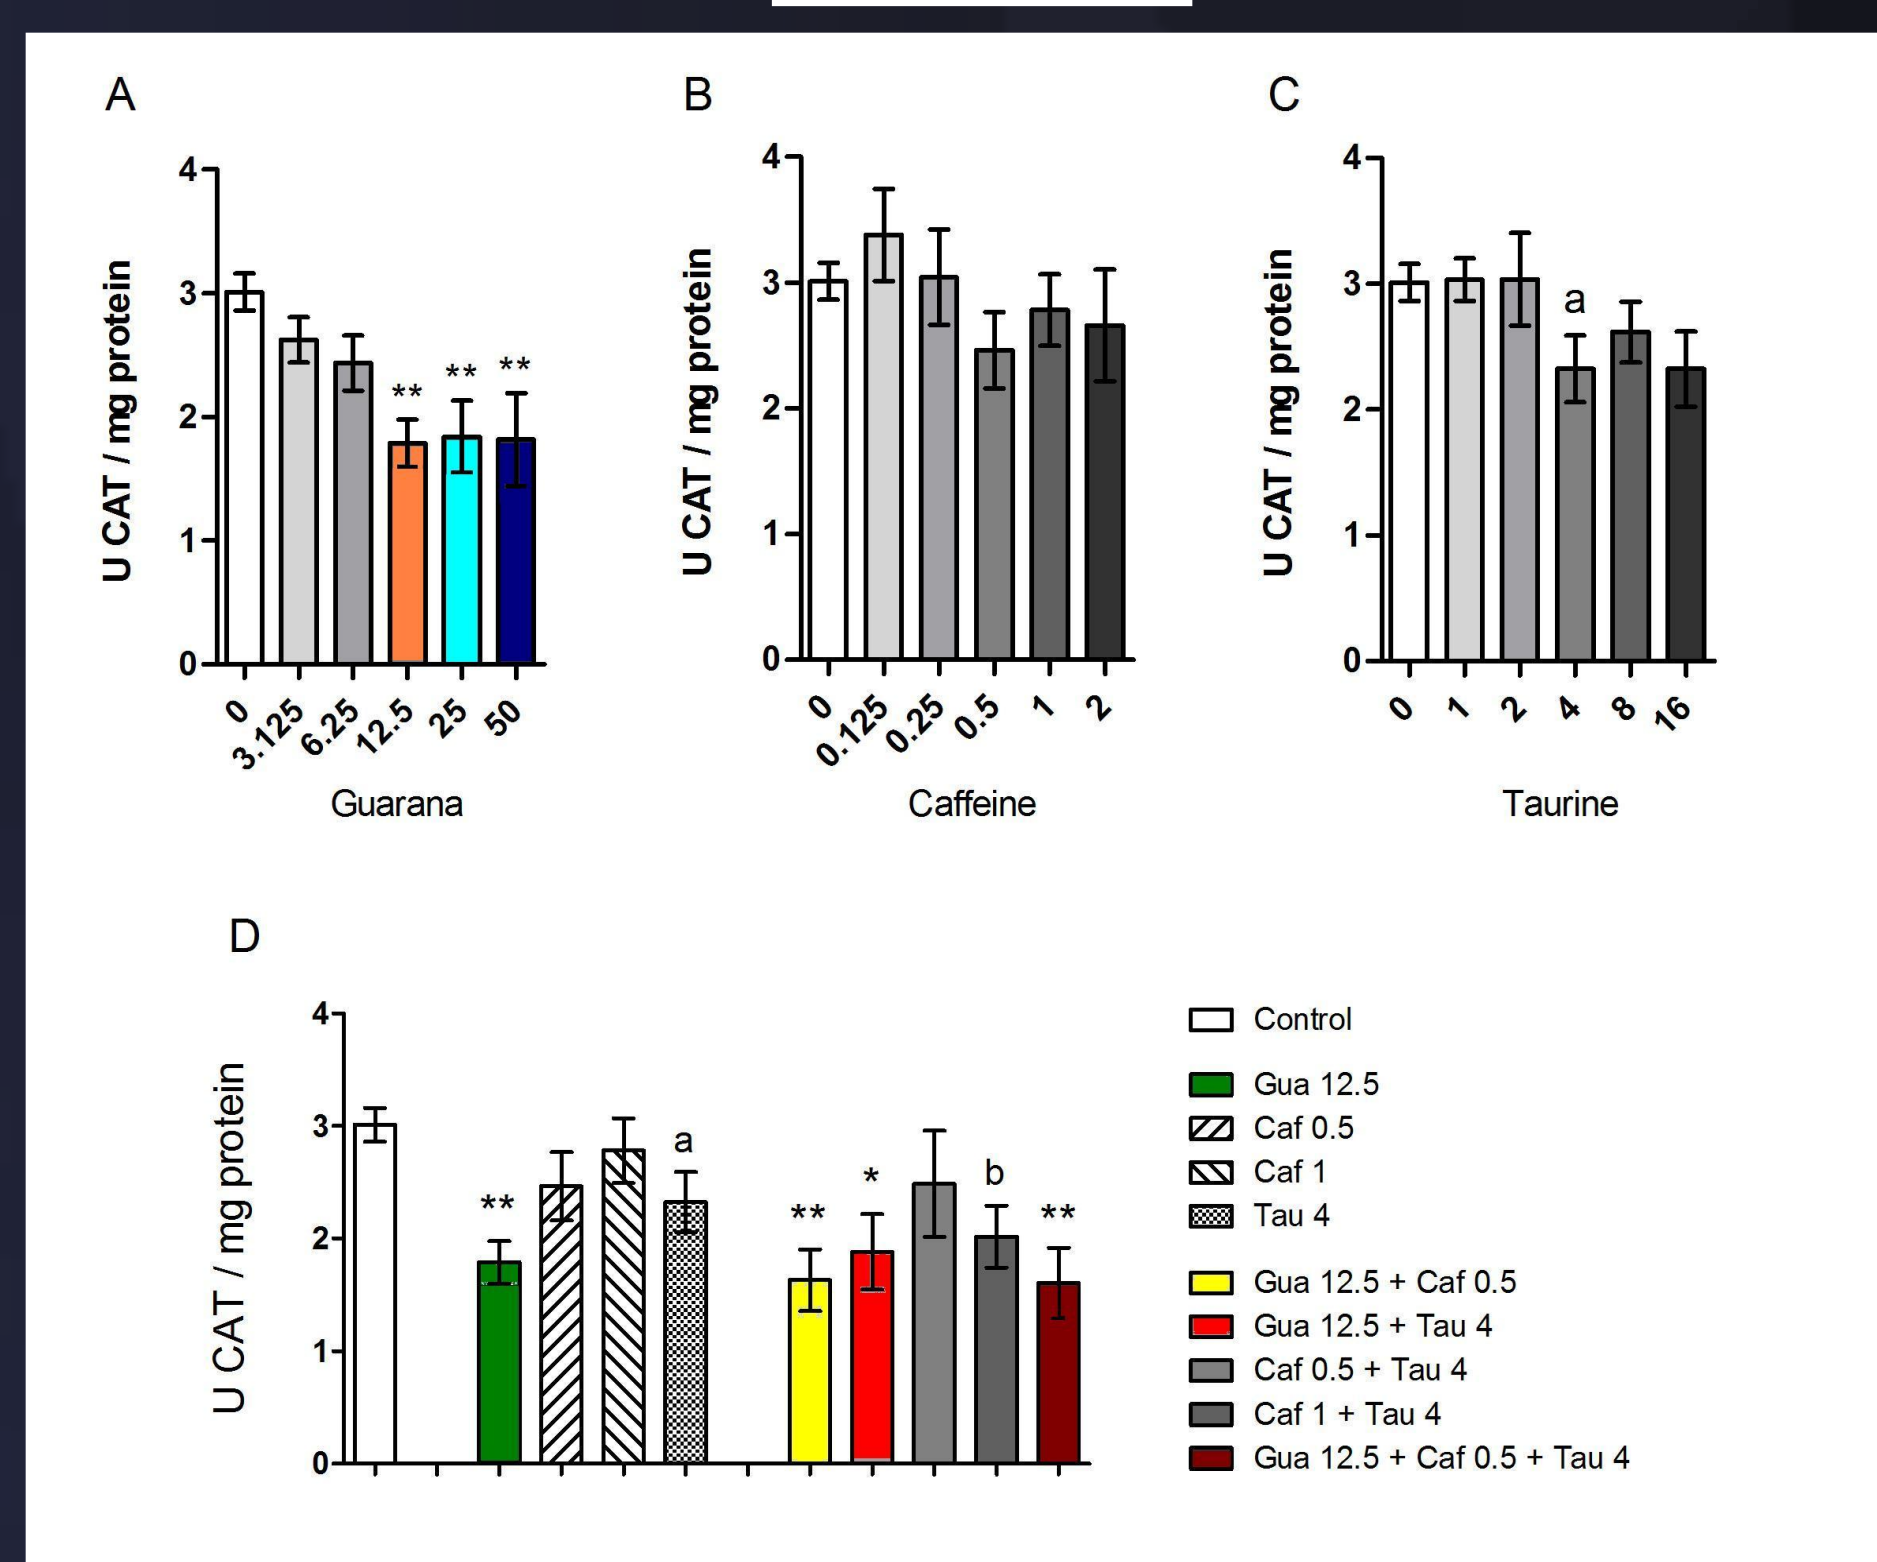 A
U CAT / mg protein
4
3
2
1
0
** ** **
0 3.125 6.25 12.5 25 50
Guarana
B
U CAT / mg protein
4
3
2
1
0
0 0.125 0.25 0.5 1 2
Caffeine
C
U CAT / mg protein
4
3
2
1
0
a
0 1 2 4 8 16
Taurine
D
U CAT / mg protein
4
3
2
1
0
** a ** * b **
Control
Gua 12.5
Caf 0.5
Caf 1
Tau 4
Gua 12.5 + Caf 0.5
Gua 12.5 + Tau 4
Caf 0.5 + Tau 4
Caf 1 + Tau 4
Gua 12.5 + Caf 0.5 + Tau 4